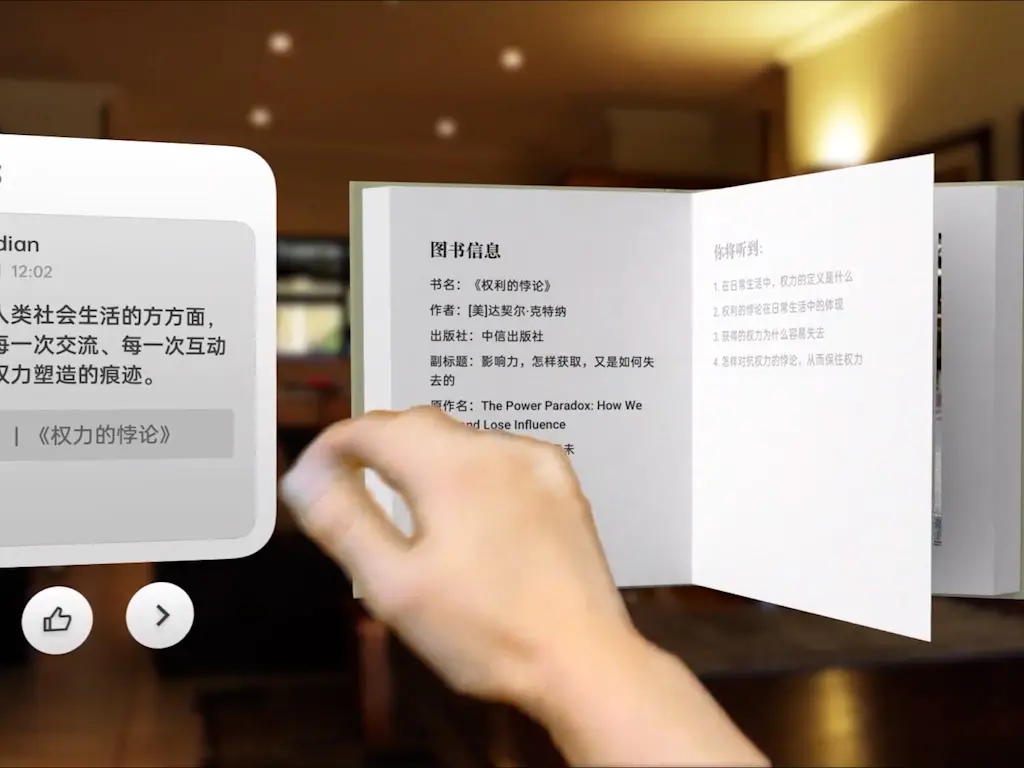 dian
12:02
人类社会生活的方方面，
每一次交流、每一次互动
权力塑造的痕迹。
| 《权力的悖论》
图书信息
书名：《权利的悖论》
作者：[美]达契尔·克特纳
出版社：中信出版社
副标题：影响力，怎样获取，又是如何失
去的
原作名：The Power Paradox: How We
and Lose Influence
未
你将听到：
1. 在日常生活中，权力的定义是什么
2. 权利的悖论在日常生活中的体现
3. 获得的权力为什么容易失去
4. 怎样对抗权力的悖论，从而保住权力